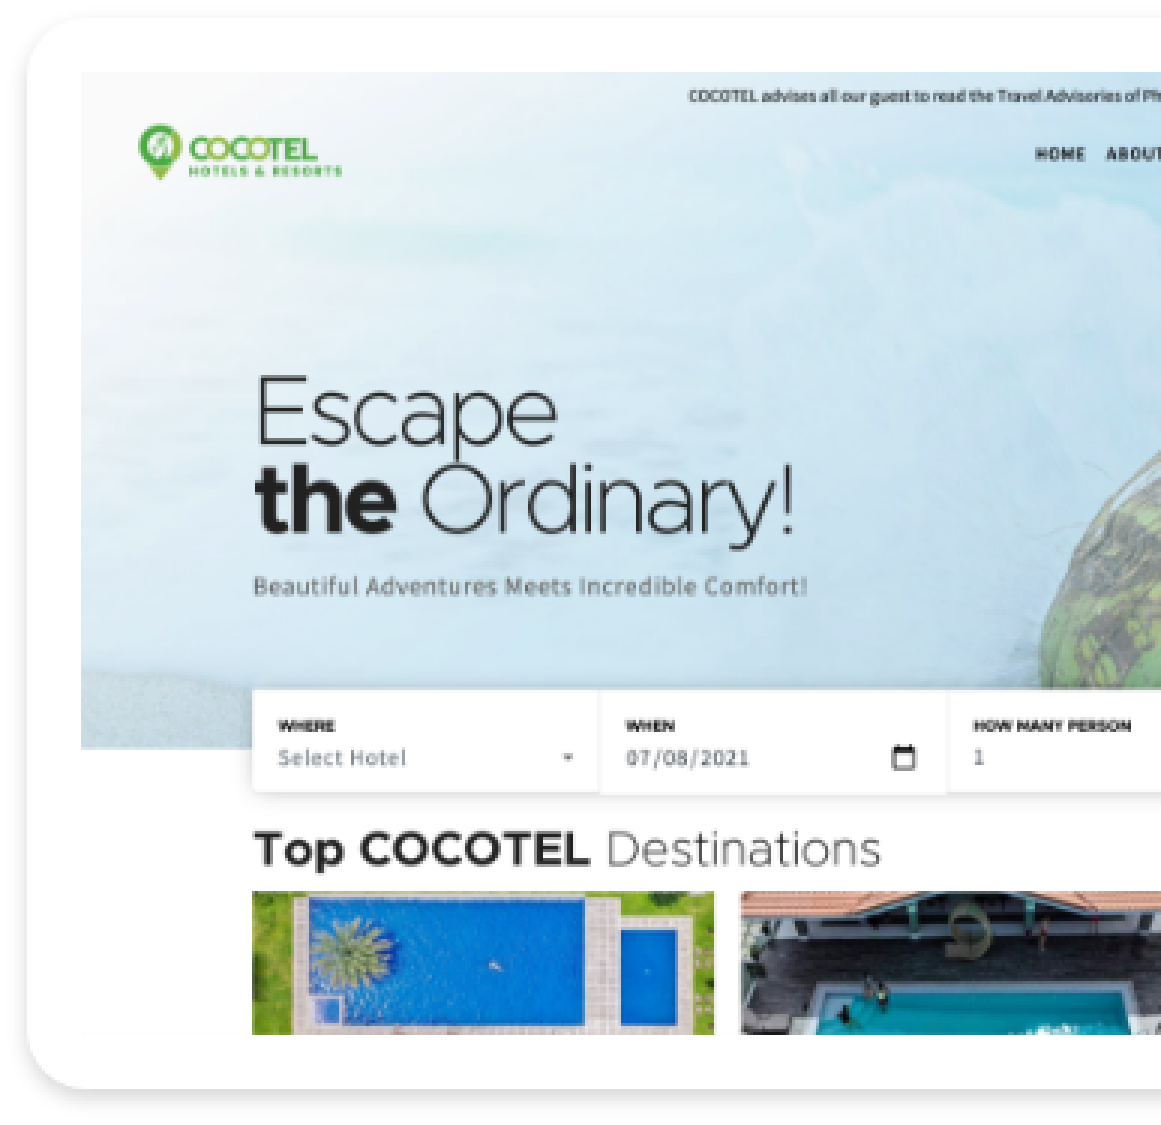 COCOTEL advises all our guest to read the Travel Advisories of
COCOTEL
HOTELS & RESORTS
HOME ABOUT
Escape
the Ordinary!
Beautiful Adventures Meets Incredible Comfort!
WHERE WHEN HOW MANY PERSON
Select Hotel 07/08/2021 1
Top COCOTEL Destinations